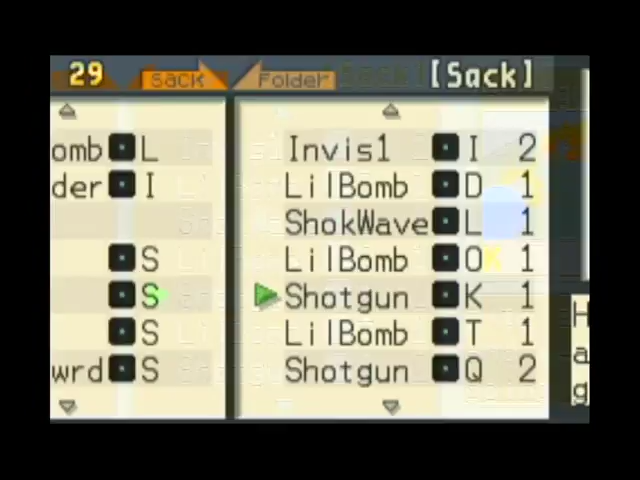 29 Sack Folder [Sack]
omb L Invis1 I 2
der I LilBomb D 1
ShokWave L 1
S LilBomb O 1
S Shotgun K 1
S LilBomb T 1
wrd S Shotgun Q 2
H
a
g